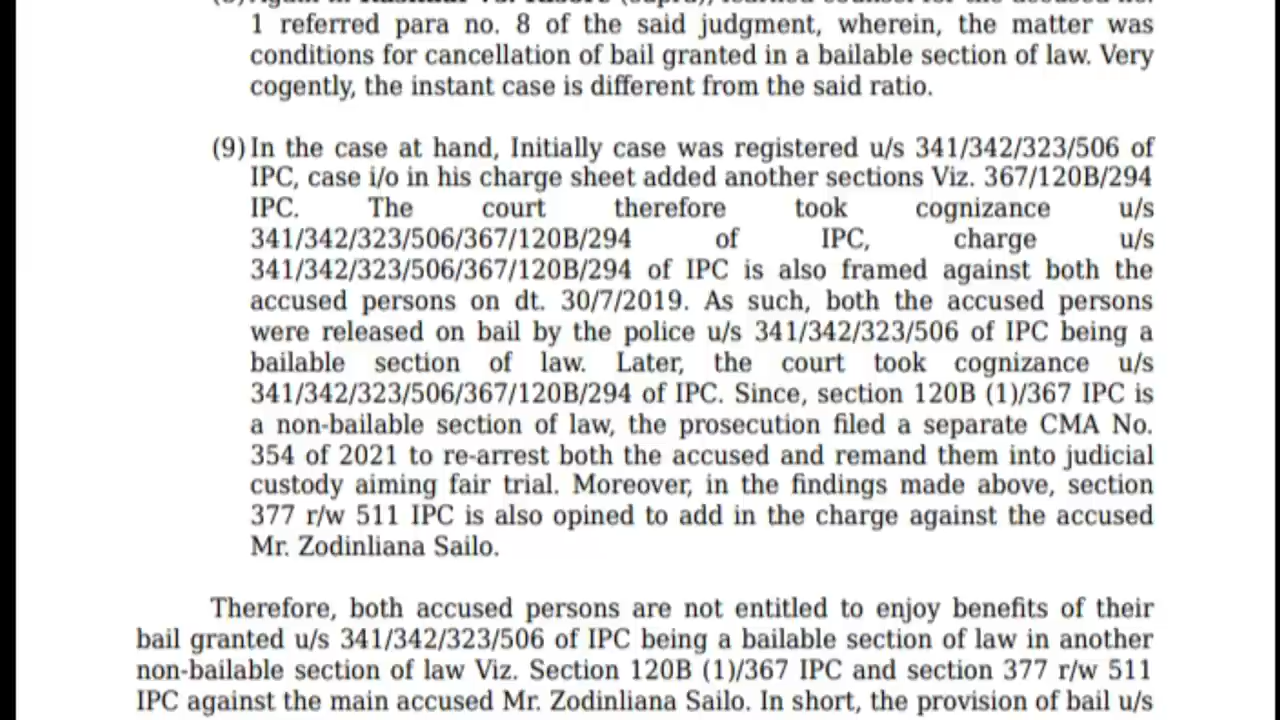 1 referred para no. 8 of the said judgment, wherein, the matter was
conditions for cancellation of bail granted in a bailable section of law. Very
cogently, the instant case is different from the said ratio.
(9) In the case at hand, Initially case was registered u/s 341/342/323/506 of
IPC, case i/o in his charge sheet added another sections Viz. 367/120B/294
IPC. The court therefore took cognizance u/s
341/342/323/506/367/120B/294 of IPC, charge u/s
341/342/323/506/367/120B/294 of IPC is also framed against both the
accused persons on dt. 30/7/2019. As such, both the accused persons
were released on bail by the police u/s 341/342/323/506 of IPC being a
bailable section of law. Later, the court took cognizance u/s
341/342/323/506/367/120B/294 of IPC. Since, section 120B (1)/367 IPC is
a non-bailable section of law, the prosecution filed a separate CMA No.
354 of 2021 to re-arrest both the accused and remand them into judicial
custody aiming fair trial. Moreover, in the findings made above, section
377 r/w 511 IPC is also opined to add in the charge against the accused
Mr. Zodinliana Sailo.
Therefore, both accused persons are not entitled to enjoy benefits of their
bail granted u/s 341/342/323/506 of IPC being a bailable section of law in another
non-bailable section of law Viz. Section 120B (1)/367 IPC and section 377 r/w 511
IPC against the main accused Mr. Zodinliana Sailo. In short, the provision of bail u/s